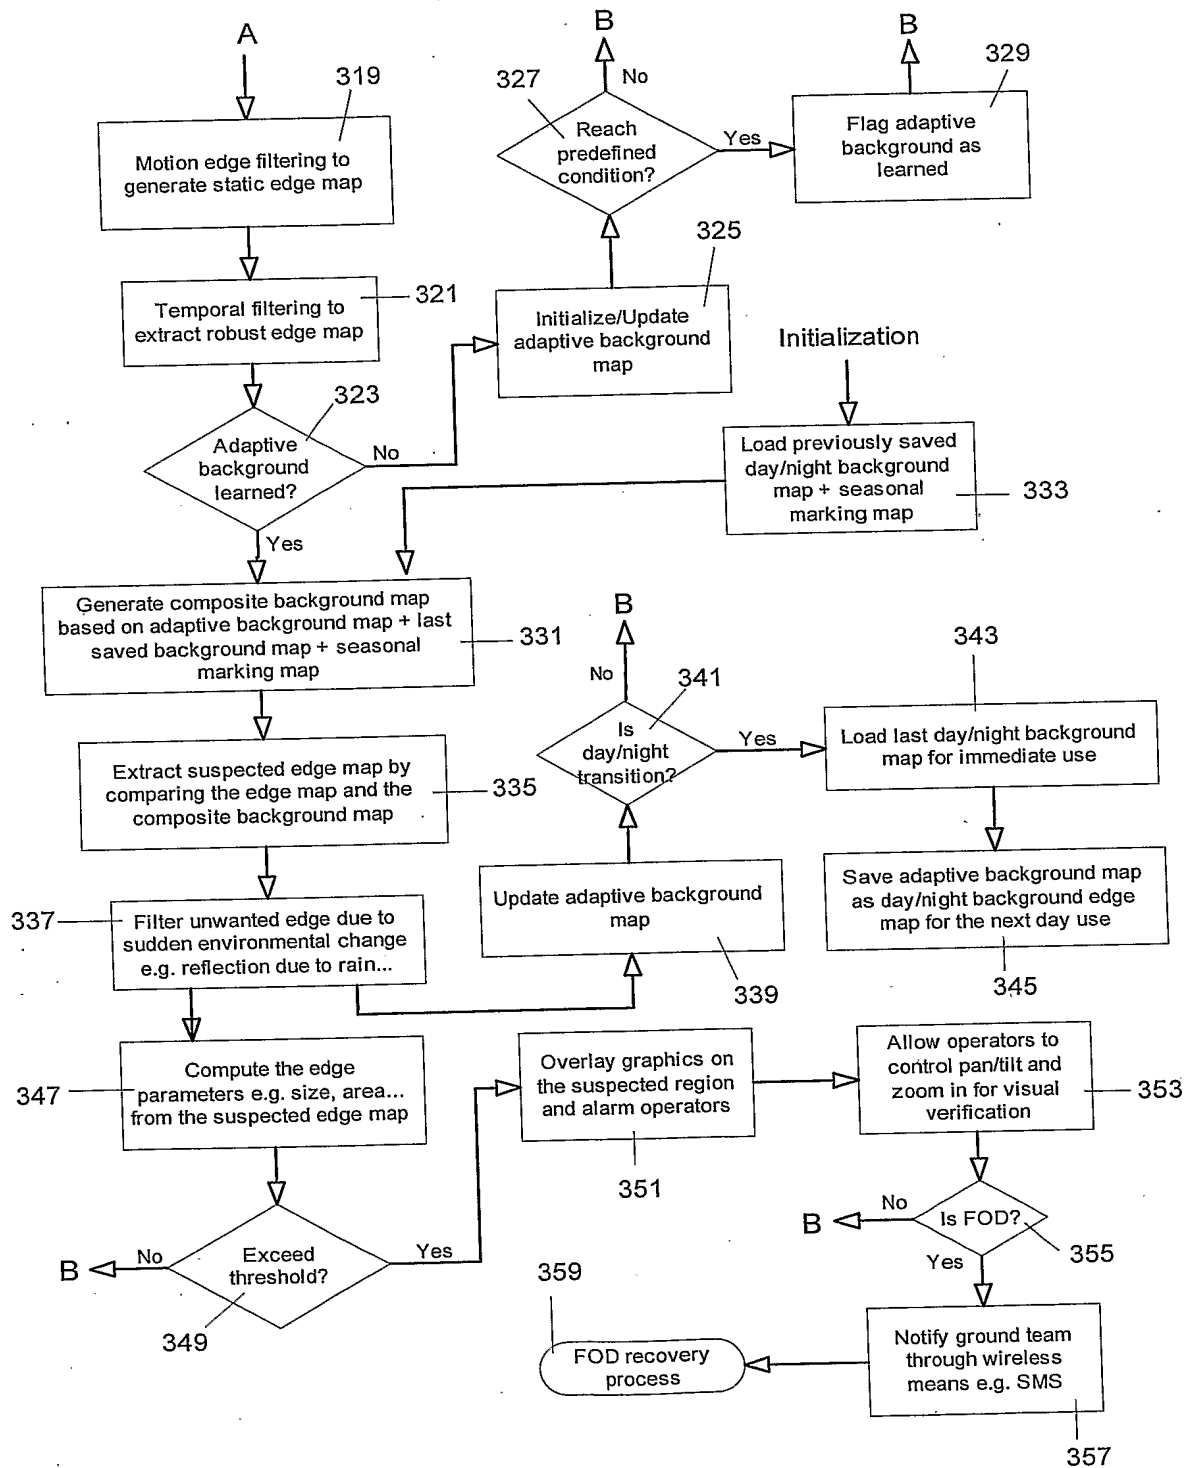 A
319
Motion edge filtering to
generate static edge map
321
Temporal filtering to
extract robust edge map
323
Adaptive
background
learned?
No
Yes
B
No
327
Reach
predefined
condition?
Yes
B
329
Flag adaptive
background as
learned
325
Initialize/Update
adaptive background
map
Initialization
Load previously saved
day/night background
map + seasonal
marking map
333
Generate composite background map
based on adaptive background map + last
saved background map + seasonal
marking map
331
Extract suspected edge map by
comparing the edge map and the
composite background map
335
337
Filter unwanted edge due to
sudden environmental change
e.g. reflection due to rain...
B
No
341
Is
day/night
transition?
Yes
343
Load last day/night background
map for immediate use
Update adaptive background
map
339
Save adaptive background map
as day/night background edge
map for the next day use
345
347
Compute the edge
parameters e.g. size, area...
from the suspected edge map
B
No
Exceed
threshold?
Yes
349
Overlay graphics on
the suspected region
and alarm operators
351
Allow operators to
control pan/tilt and
zoom in for visual
verification
353
B
No
Is FOD?
355
Yes
359
FOD recovery
process
Notify ground team
through wireless
means e.g. SMS
357